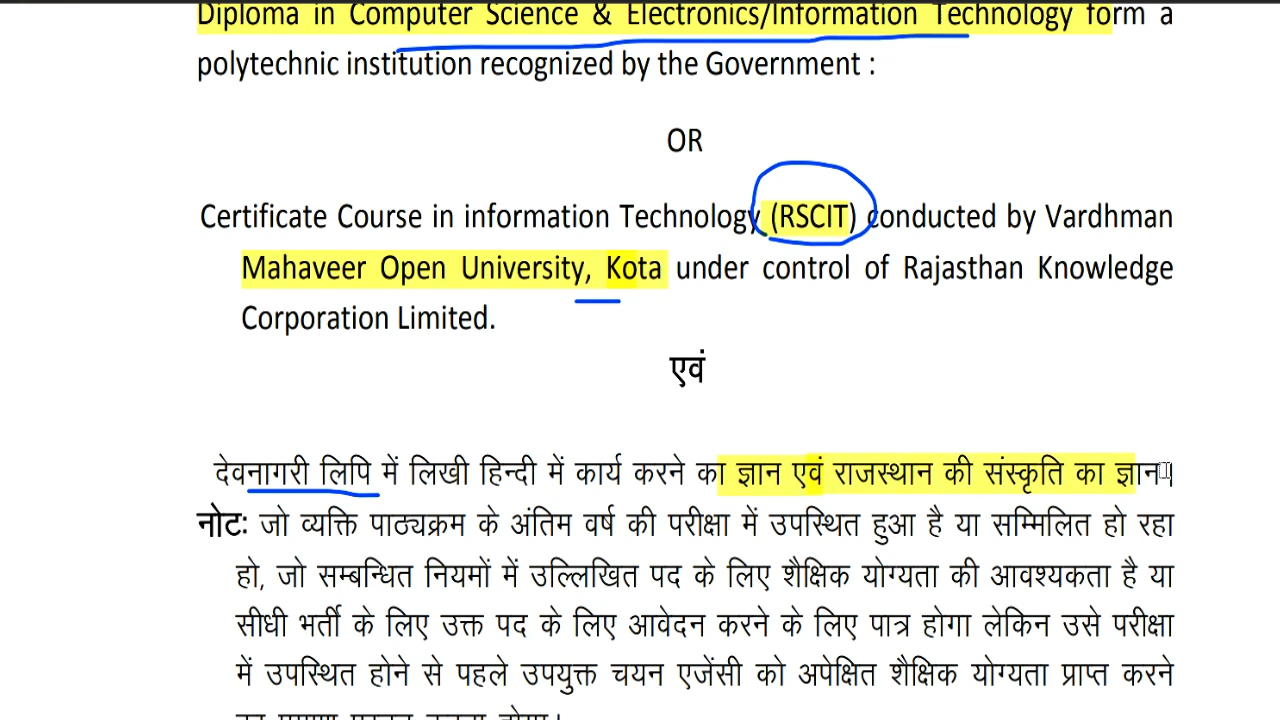 Diploma in Computer Science & Electronics/Information Technology form a
polytechnic institution recognized by the Government :
OR
Certificate Course in information Technology (RSCIT) conducted by Vardhman
Mahaveer Open University, Kota under control of Rajasthan Knowledge
Corporation Limited.
एवं
देवनागरी लिपि में लिखी हिन्दी में कार्य करने का ज्ञान एवं राजस्थान की संस्कृति का ज्ञान।
नोटः जो व्यक्ति पाठ्यक्रम के अंतिम वर्ष की परीक्षा में उपस्थित हुआ है या सम्मिलित हो रहा
हो, जो सम्बन्धित नियमों में उल्लिखित पद के लिए शैक्षिक योग्यता की आवश्यकता है या
सीधी भर्ती के लिए उक्त पद के लिए आवेदन करने के लिए पात्र होगा लेकिन उसे परीक्षा
में उपस्थित होने से पहले उपयुक्त चयन एजेंसी को अपेक्षित शैक्षिक योग्यता प्राप्त करने